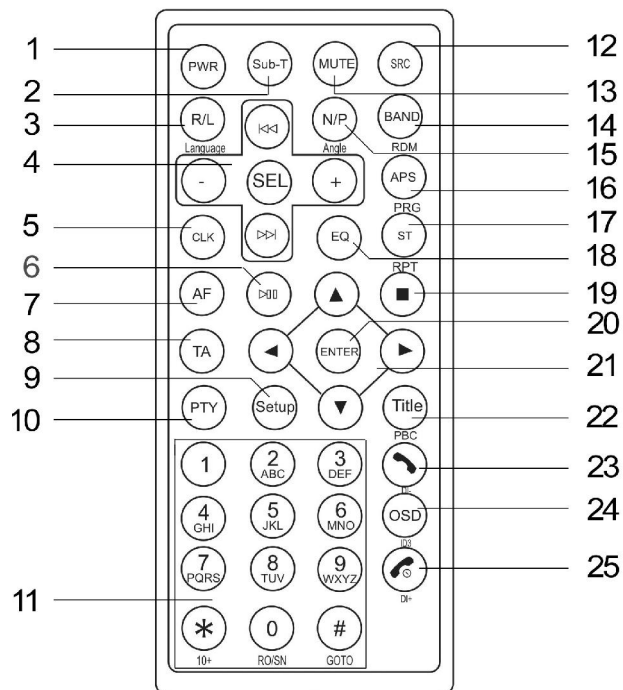 1
PWR
Sub-T
MUTE
SRC
12
2
13
R/L
N/P
BAND
3
14
Language
Angle
RDM
4
15
-
SEL
+
APS
16
PRG
5
CLK
EQ
ST
17
18
6
RPT
AF
19
7
20
8
TA
ENTER
21
9
PTY
Setup
Title
10
22
PBC
1
2
ABC
3
DEF
23
DI-
4
GHI
5
JKL
6
MNO
OSD
24
ID3
7
PQRS
8
TUV
9
WXYZ
25
DI+
11
*
0
#
10+
RO/SN
GOTO